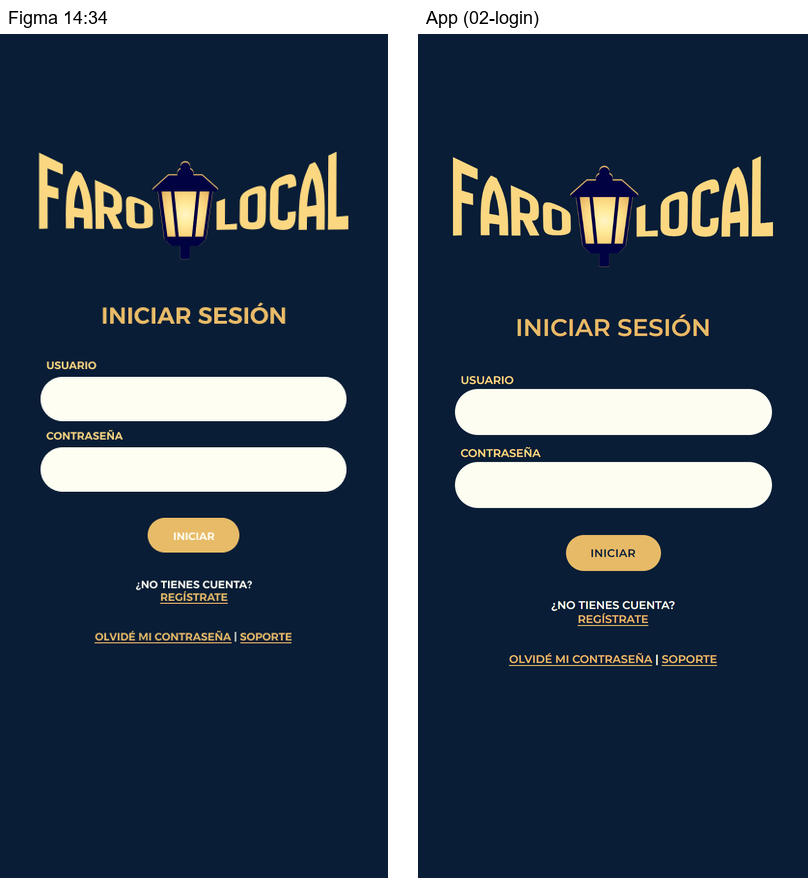 Figma 14:34
FARO LOCAL
INICIAR SESIÓN
USUARIO
CONTRASEÑA
INICIAR
¿NO TIENES CUENTA?
REGÍSTRATE
OLVIDÉ MI CONTRASEÑA | SOPORTE
App (02-login)
FARO LOCAL
INICIAR SESIÓN
USUARIO
CONTRASEÑA
INICIAR
¿NO TIENES CUENTA?
REGÍSTRATE
OLVIDÉ MI CONTRASEÑA | SOPORTE